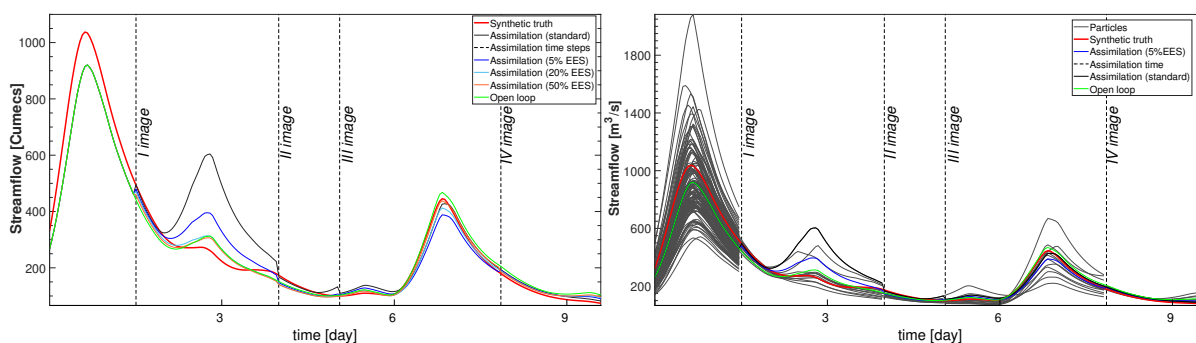 Streamflow [Cumecs]
1000
800
600
400
200
3
6
9
time [day]
I image
II image
III image
IV image
Synthetic truth
Assimilation (standard)
Assimilation time steps
Assimilation (5% EES)
Assimilation (20% EES)
Assimilation (50% EES)
Open loop
Streamflow [m³/s]
1800
1400
1000
600
200
3
6
9
time [day]
I image
II image
III image
IV image
Particles
Synthetic truth
Assimilation (5%EES)
Assimilation time
Assimilation (standard)
Open loop